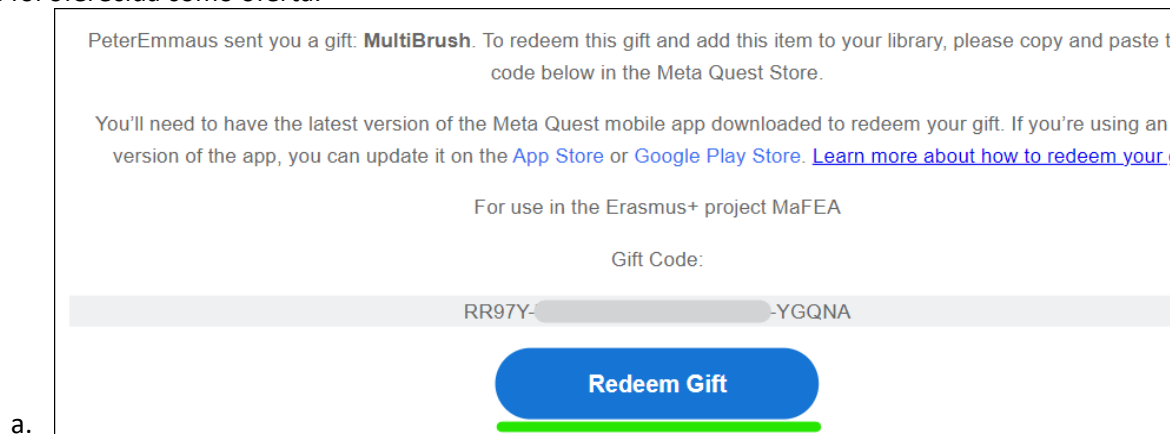 PeterEmmaus sent you a gift: MultiBrush. To redeem this gift and add this item to your library, please copy and paste t
code below in the Meta Quest Store.
You'll need to have the latest version of the Meta Quest mobile app downloaded to redeem your gift. If you're using an
version of the app, you can update it on the App Store or Google Play Store. Learn more about how to redeem your
For use in the Erasmus+ project MaFEA
Gift Code:
RR97Y- -YGQNA
Redeem Gift
a.